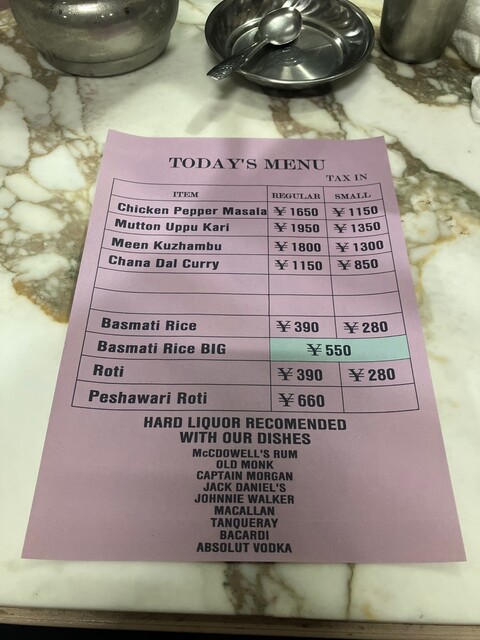 TODAY'S MENU
TAX IN
ITEM REGULAR SMALL
Chicken Pepper Masala ¥ 1650 ¥ 1150
Mutton Uppu Kari ¥ 1950 ¥ 1350
Meen Kuzhambu ¥ 1800 ¥ 1300
Chana Dal Curry ¥ 1150 ¥ 850
Basmati Rice ¥ 390 ¥ 280
Basmati Rice BIG ¥ 550
Roti ¥ 390 ¥ 280
Peshawari Roti ¥ 660
HARD LIQUOR RECOMENDED
WITH OUR DISHES
McCDOWELL'S RUM
OLD MONK
CAPTAIN MORGAN
JACK DANIEL'S
JOHNNIE WALKER
MACALLAN
TANQUERAY
BACARDI
ABSOLUT VODKA